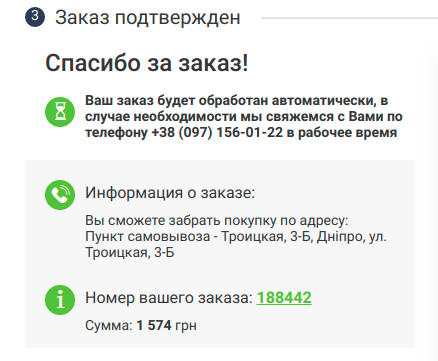 3 Заказ подтвержден
Спасибо за заказ!
Ваш заказ будет обработан автоматически, в
случае необходимости мы свяжемся с Вами по
телефону +38 (097) 156-01-22 в рабочее время
Информация о заказе:
Вы сможете забрать покупку по адресу:
Пункт самовывоза - Троицкая, 3-Б, Дніпро, ул.
Троицкая, 3-Б
Номер вашего заказа: 188442
Сумма: 1 574 грн